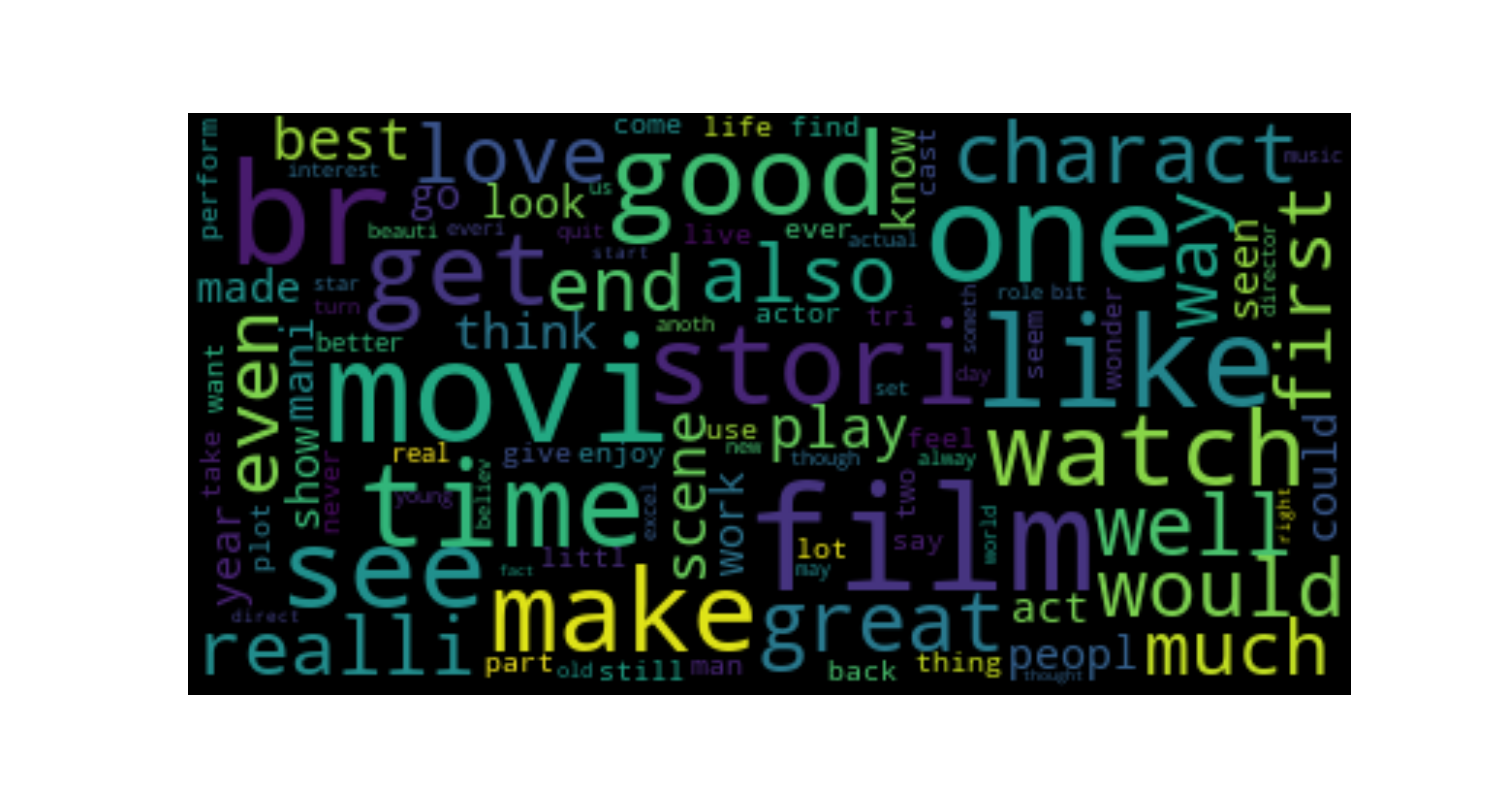 perform
best
interest
love
come
life
find
br
go
look
us
good
know
cast
charact
music
beauti
everi
quit
live
ever
actual
one
way
seen
director
first
start
get
end
also
made
star
turn
actor
tri
role
bit
think
better
anoth
stori
someth
seem
wonder
like
movi
day
set
want
even
mani
show
real
give
enjoy
scene
use
new
play
though
feel
alway
watch
could
take
never
young
time
believ
excel
work
film
two
world
well
right
year
plot
see
littl
fact
lot
may
say
would
direct
make
great
act
realli
part
old
still
man
back
thing
peopl
thought
much